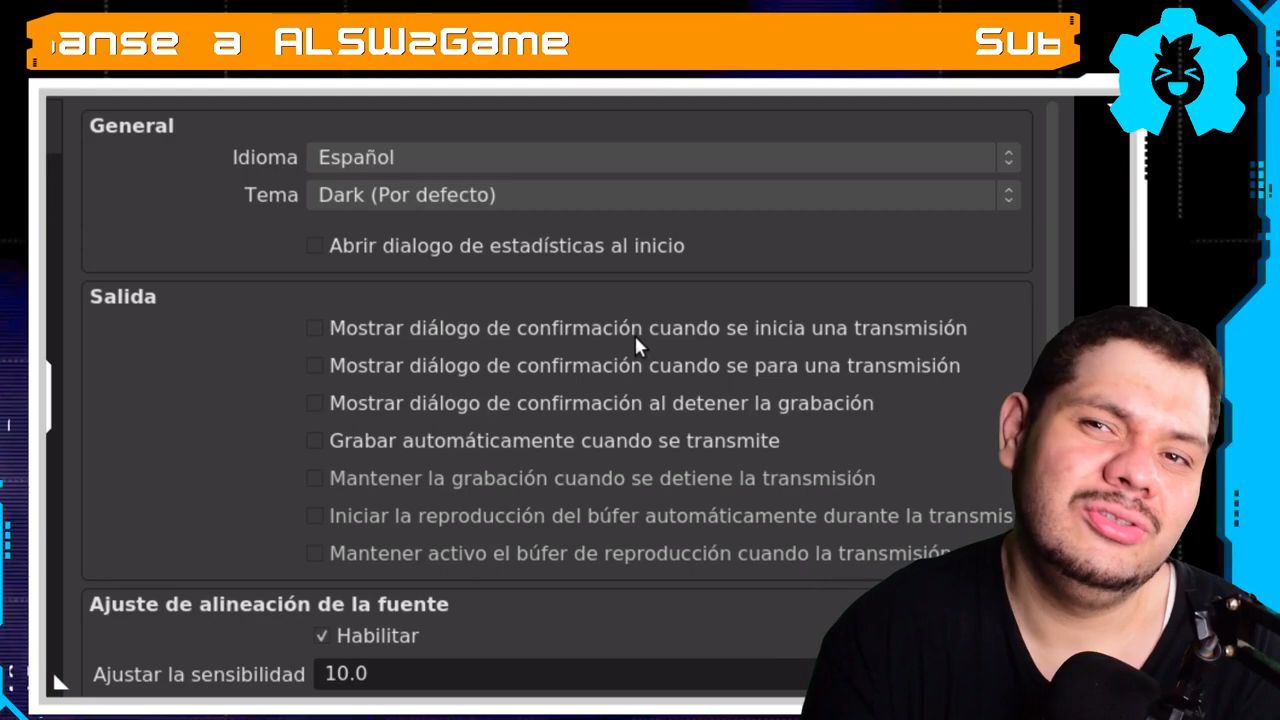 anse a ALSW2Game
Sub
General
Idioma
Español
Tema
Dark (Por defecto)
Abrir dialogo de estadísticas al inicio
Salida
Mostrar diálogo de confirmación cuando se inicia una transmisión
Mostrar diálogo de confirmación cuando se para una transmisión
Mostrar diálogo de confirmación al detener la grabación
Grabar automáticamente cuando se transmite
Mantener la grabación cuando se detiene la transmisión
Iniciar la reproducción del búfer automáticamente durante la transmis
Mantener activo el búfer de reproducción cuando la transmisión
Ajuste de alineación de la fuente
Habilitar
Ajustar la sensibilidad
10.0